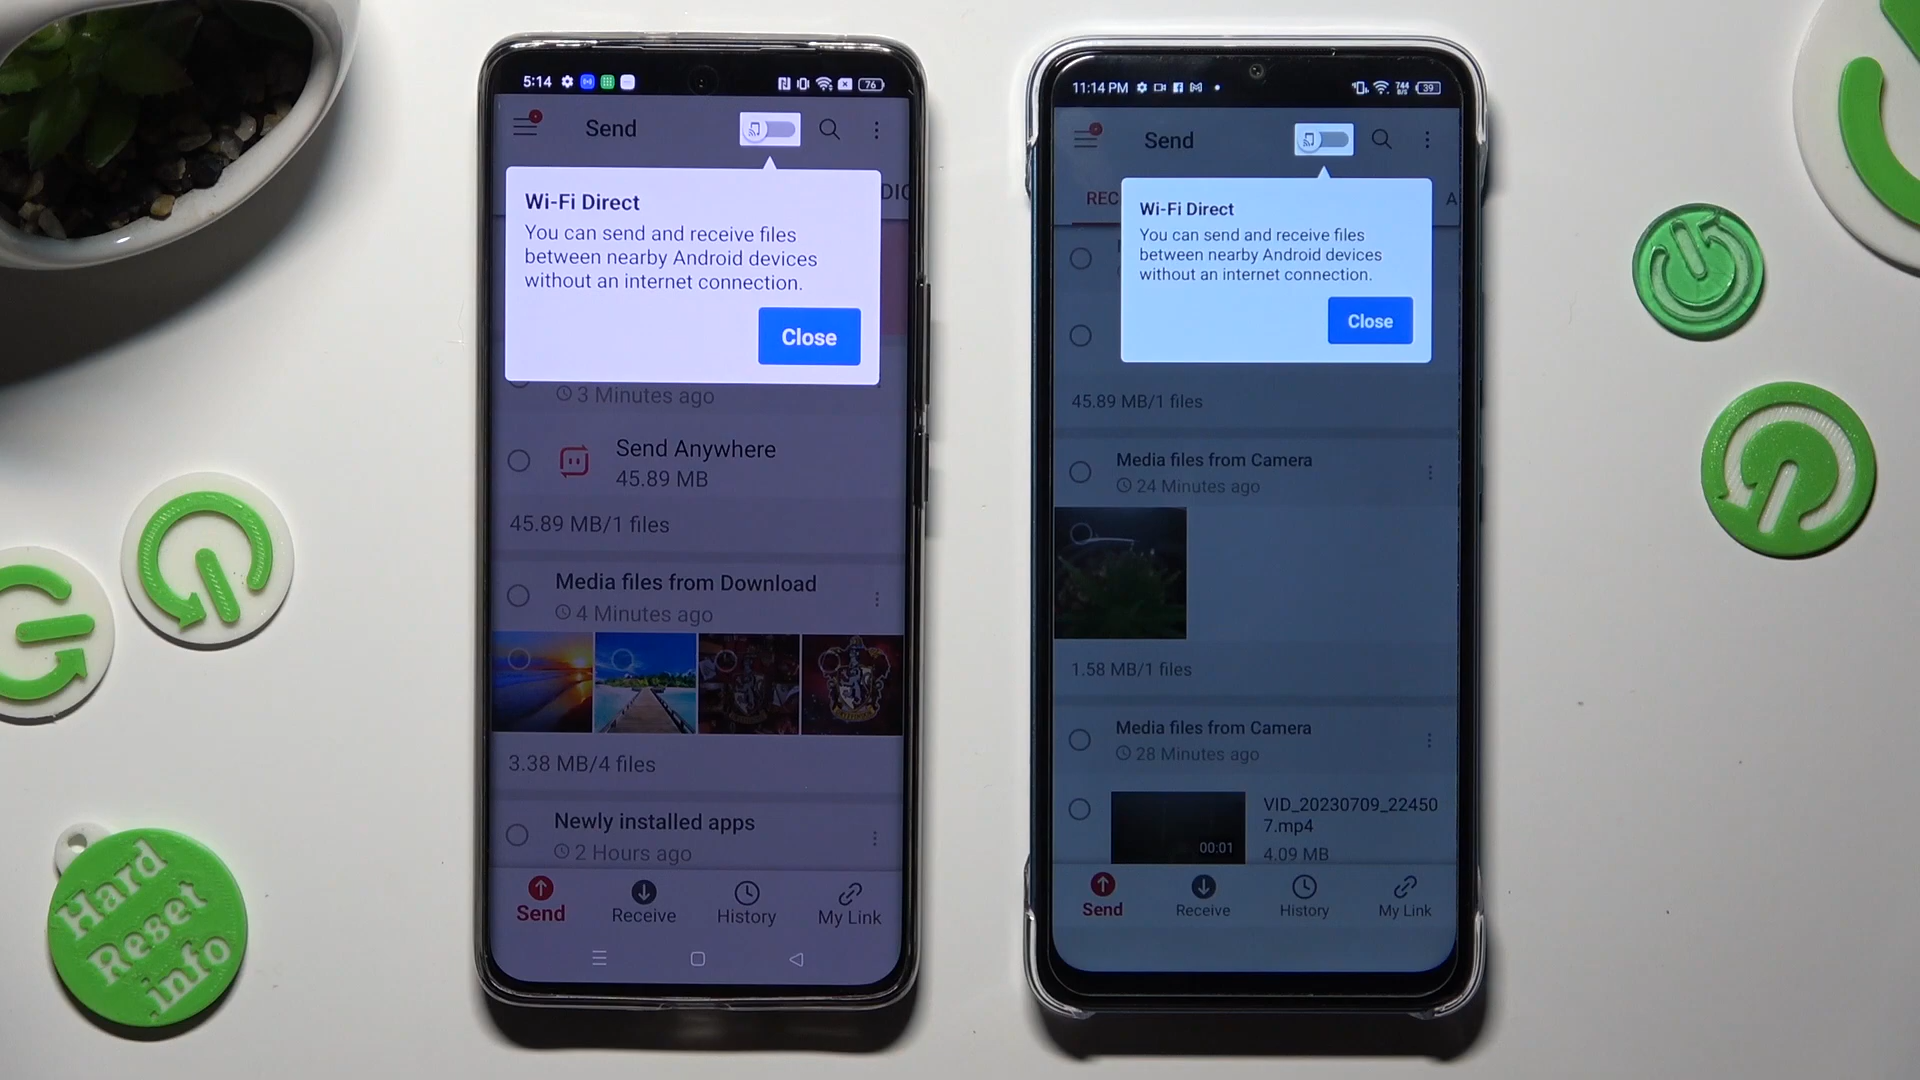 5:14
76
Send
DIO
Wi-Fi Direct
You can send and receive files
between nearby Android devices
without an internet connection.
Close
3 Minutes ago
Send Anywhere
45.89 MB
45.89 MB/1 files
Media files from Download
4 Minutes ago
3.38 MB/4 files
Newly installed apps
2 Hours ago
Send
Receive
History
My Link
11:14 PM
744
B/S
39
Send
REC
A
Wi-Fi Direct
You can send and receive files
between nearby Android devices
without an internet connection.
Close
45.89 MB/1 files
Media files from Camera
24 Minutes ago
1.58 MB/1 files
Media files from Camera
28 Minutes ago
00:01
VID_20230709_22450
7.mp4
4.09 MB
Send
Receive
History
My Link
Hard
Reset
.info